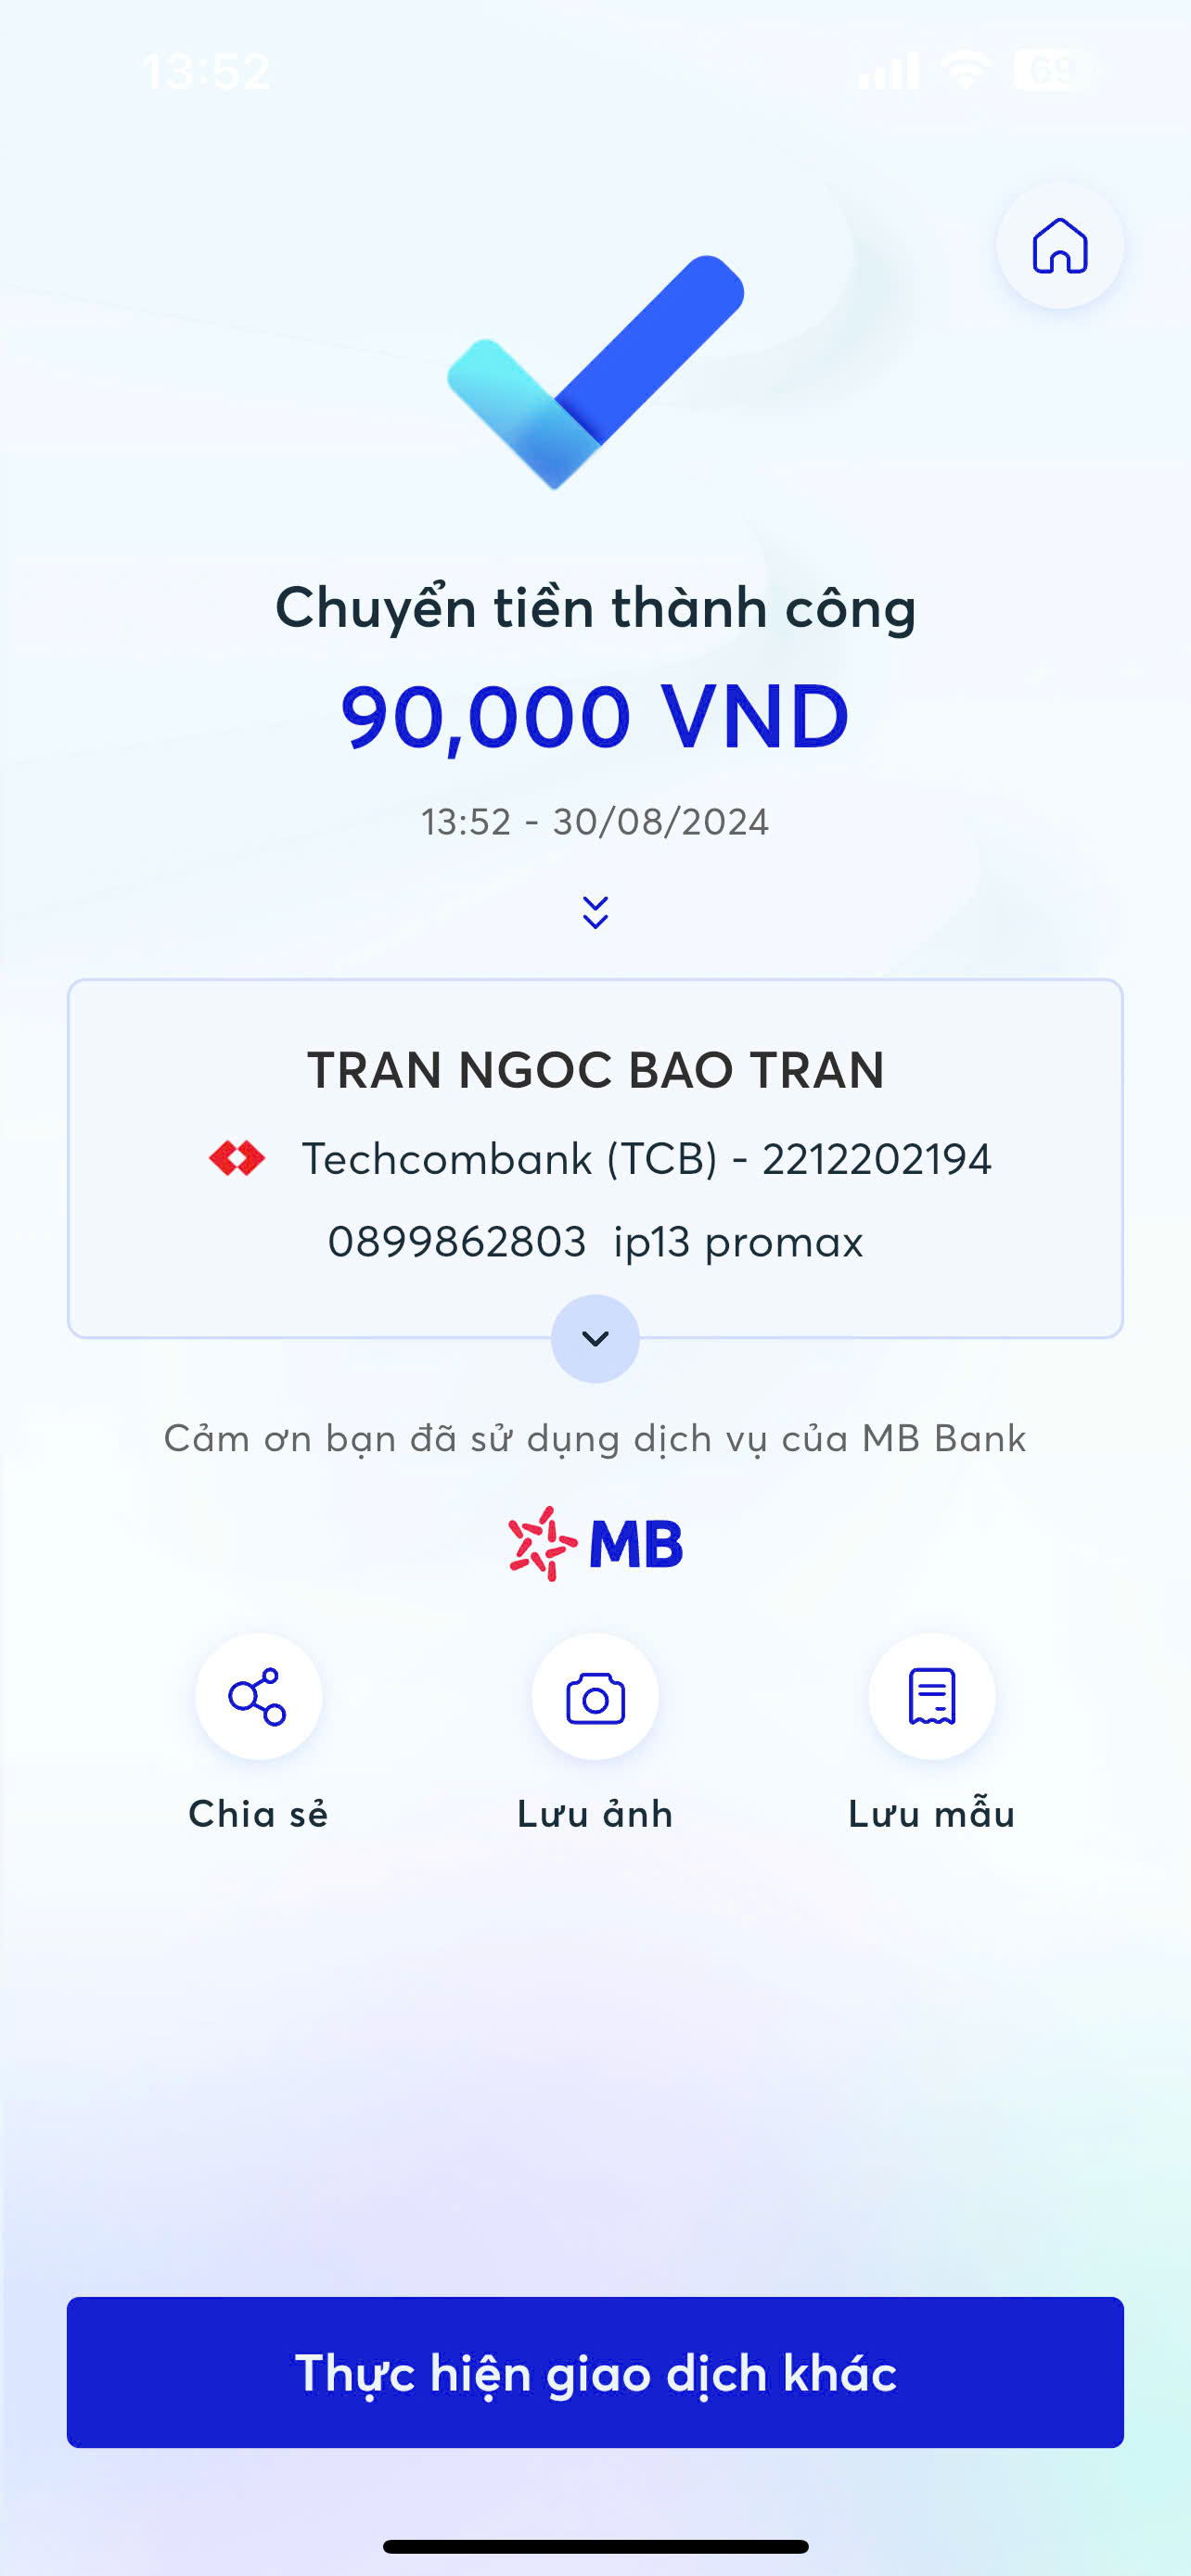 13:52 69
Chuyển tiền thành công
90,000 VND
13:52 - 30/08/2024
TRAN NGOC BAO TRAN
Techcombank (TCB) - 2212202194
0899862803 ip13 promax
Cảm ơn bạn đã sử dụng dịch vụ của MB Bank
MB
Chia sẻ Lưu ảnh Lưu mẫu
Thực hiện giao dịch khác